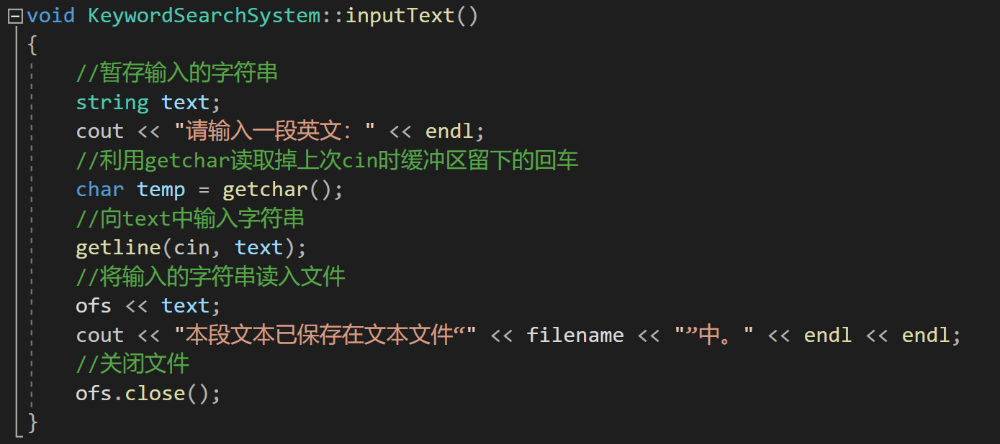 void KeywordSearchSystem::inputText()
{
//暂存输入的字符串
string text;
cout << "请输入一段英文：" << endl;
//利用getchar读取掉上次cin时缓冲区留下的回车
char temp = getchar();
//向text中输入字符串
getline(cin, text);
//将输入的字符串读入文件
ofs << text;
cout << "本段文本已保存在文本文件“" << filename << "”中。" << endl << endl;
//关闭文件
ofs.close();
}